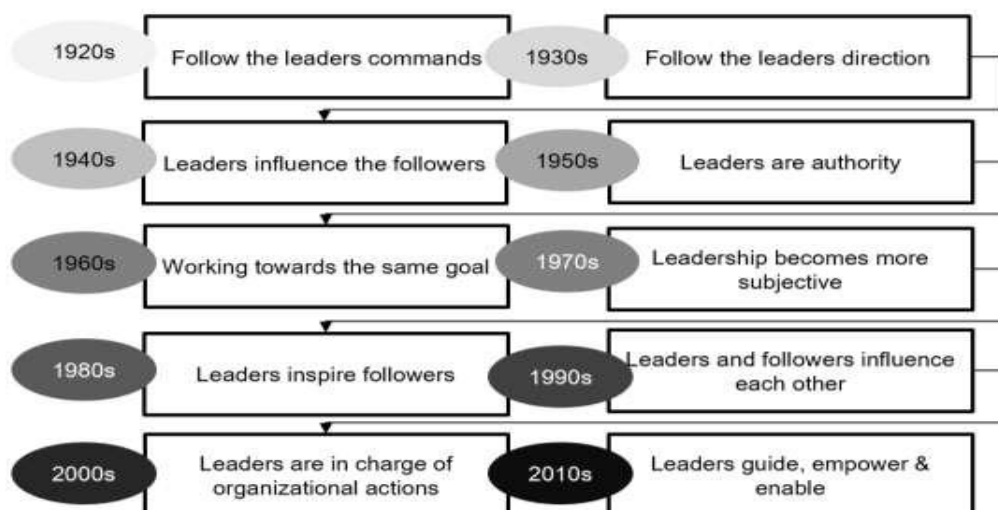 1920s
Follow the leaders commands
1930s
Follow the leaders direction
1940s
Leaders influence the followers
1950s
Leaders are authority
1960s
Working towards the same goal
1970s
Leadership becomes more
subjective
1980s
Leaders inspire followers
1990s
Leaders and followers influence
each other
2000s
Leaders are in charge of
organizational actions
2010s
Leaders guide, empower &
enable